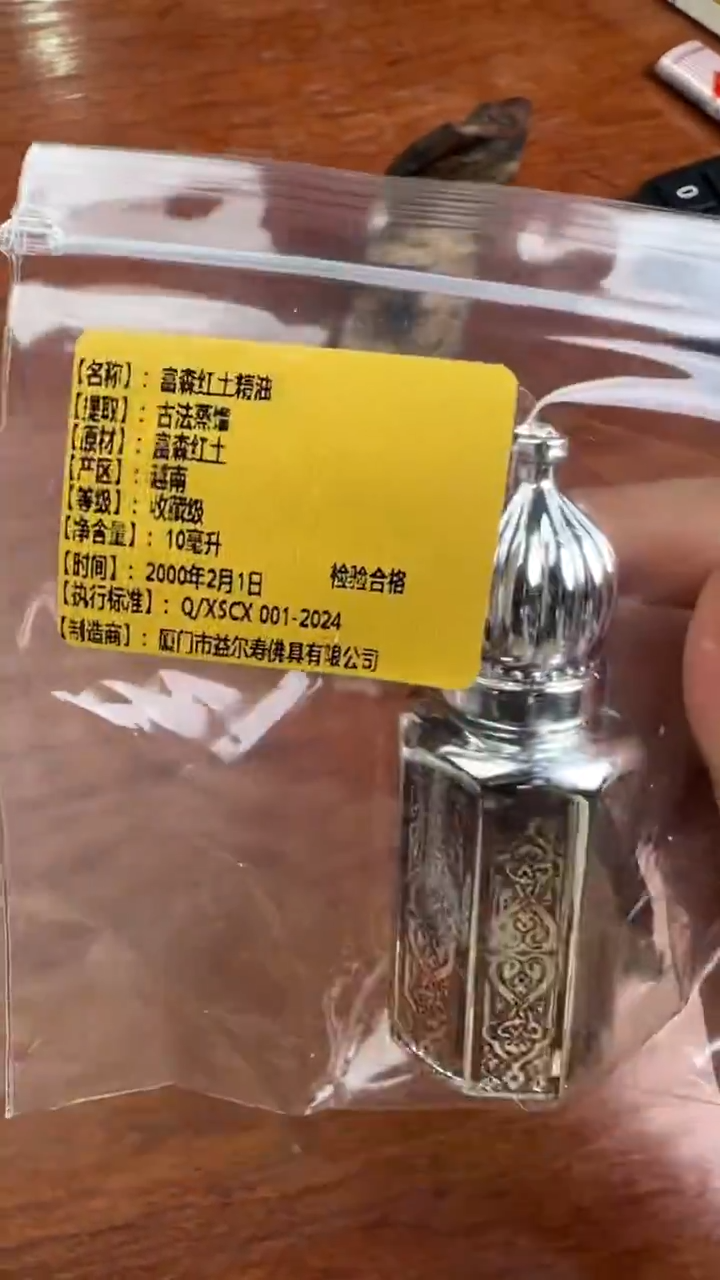 【名称】：富森红土精油
【提取】：古法蒸馏
【原材】：富森红土
【产区】：越南
【等级】：收藏级
【净含量】：10毫升
【时间】：2000年2月1日 检验合格
【执行标准】：Q/XSCX 001-2024
【制造商】：厦门市益尔寿佛具有限公司
0